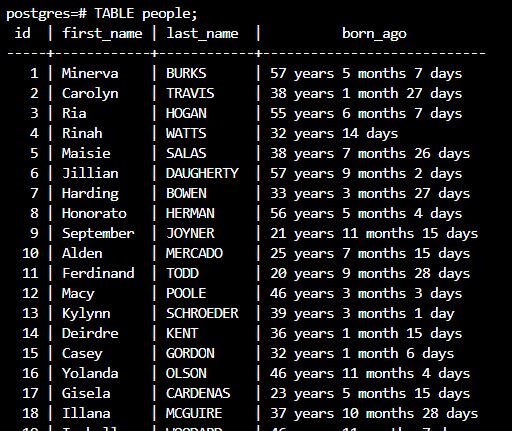 postgres=# TABLE people;
 id  | first_name | last_name  |          born_ago
-----+------------+------------+----------------------------
   1 | Minerva    | BURKS      | 57 years 5 months 7 days
   2 | Carolyn    | TRAVIS     | 38 years 1 month 27 days
   3 | Ria        | HOGAN      | 55 years 6 months 7 days
   4 | Rinah      | WATTS      | 32 years 14 days
   5 | Maisie     | SALAS      | 38 years 7 months 26 days
   6 | Jillian    | DAUGHERTY  | 57 years 9 months 2 days
   7 | Harding    | BOWEN      | 33 years 3 months 27 days
   8 | Honorato   | HERMAN     | 56 years 5 months 4 days
   9 | September  | JOYNER     | 21 years 11 months 15 days
  10 | Alden      | MERCADO    | 25 years 7 months 15 days
  11 | Ferdinand  | TODD       | 20 years 9 months 28 days
  12 | Macy       | POOLE      | 46 years 3 months 3 days
  13 | Kylynn     | SCHROEDER  | 39 years 3 months 1 day
  14 | Deirdre    | KENT       | 36 years 1 month 15 days
  15 | Casey      | GORDON     | 32 years 1 month 6 days
  16 | Yolanda    | OLSON      | 46 years 11 months 4 days
  17 | Gisela     | CARDENAS   | 23 years 5 months 15 days
  18 | Illana     | MCGUIRE    | 37 years 10 months 28 days